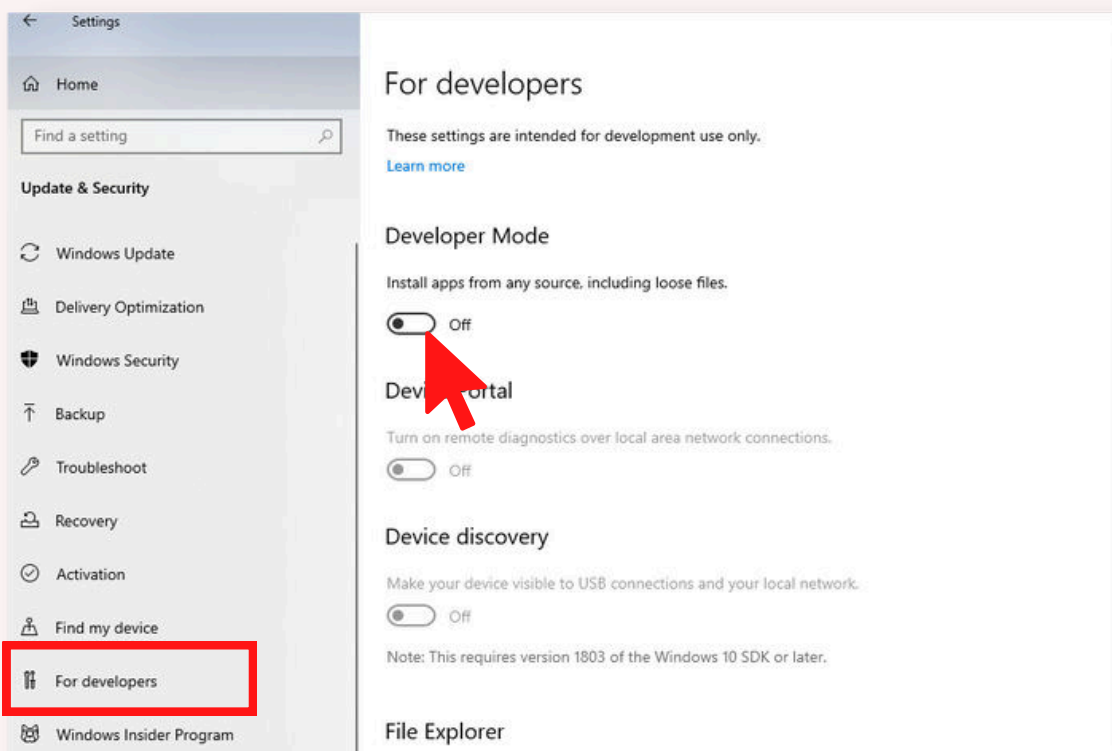 Settings
Home
Find a setting
Update & Security
Windows Update
Delivery Optimization
Windows Security
Backup
Troubleshoot
Recovery
Activation
Find my device
For developers
Windows Insider Program
For developers
These settings are intended for development use only.
Learn more
Developer Mode
Install apps from any source, including loose files.
Off
Portal
Turn on remote diagnostics over local area network connections.
Off
Device discovery
Make your device visible to USB connections and your local network.
Off
Note: This requires version 1803 of the Windows 10 SDK or later.
File Explorer